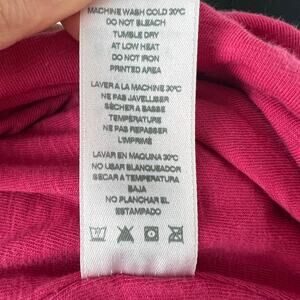 MACHINE WASH COLD 30°C
DO NOT BLEACH
TUMBLE DRY
AT LOW HEAT
DO NOT IRON
PRINTED AREA
LAVER A LA MACHINE 30°C
NE PAS JAVELLISER
SÉCHER A BASSE
TEMPÉRATURE
NE PAS REPASSER
L'IMPRIMÉ
LAVAR EN MAQUINA 30°C
NO USAR BLANQUEADOR
SECAR A TEMPERATURA
BAJA
NO PLANCHAR EL
ESTAMPADO